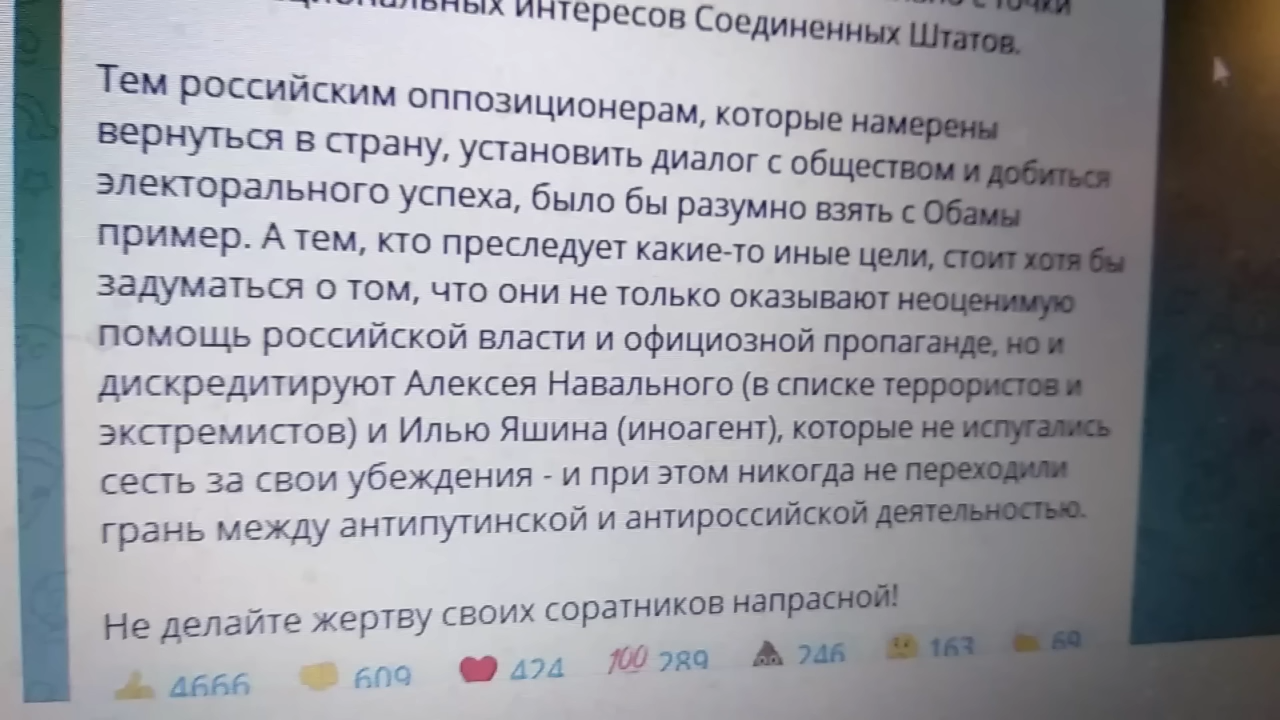 интересов Соединенных Штатов.
Тем российским оппозиционерам, которые намерены
вернуться в страну, установить диалог с обществом и добиться
электорального успеха, было бы разумно взять с Обамы
пример. А тем, кто преследует какие-то иные цели, стоит хотя бы
задуматься о том, что они не только оказывают неоценимую
помощь российской власти и официозной пропаганде, но и
дискредитируют Алексея Навального (в списке террористов и
экстремистов) и Илью Яшина (иноагент), которые не испугались
сесть за свои убеждения - и при этом никогда не переходили
грань между антипутинской и антироссийской деятельностью.
Не делайте жертву своих соратников напрасной!
4666 609 424 100 289 246 163 69